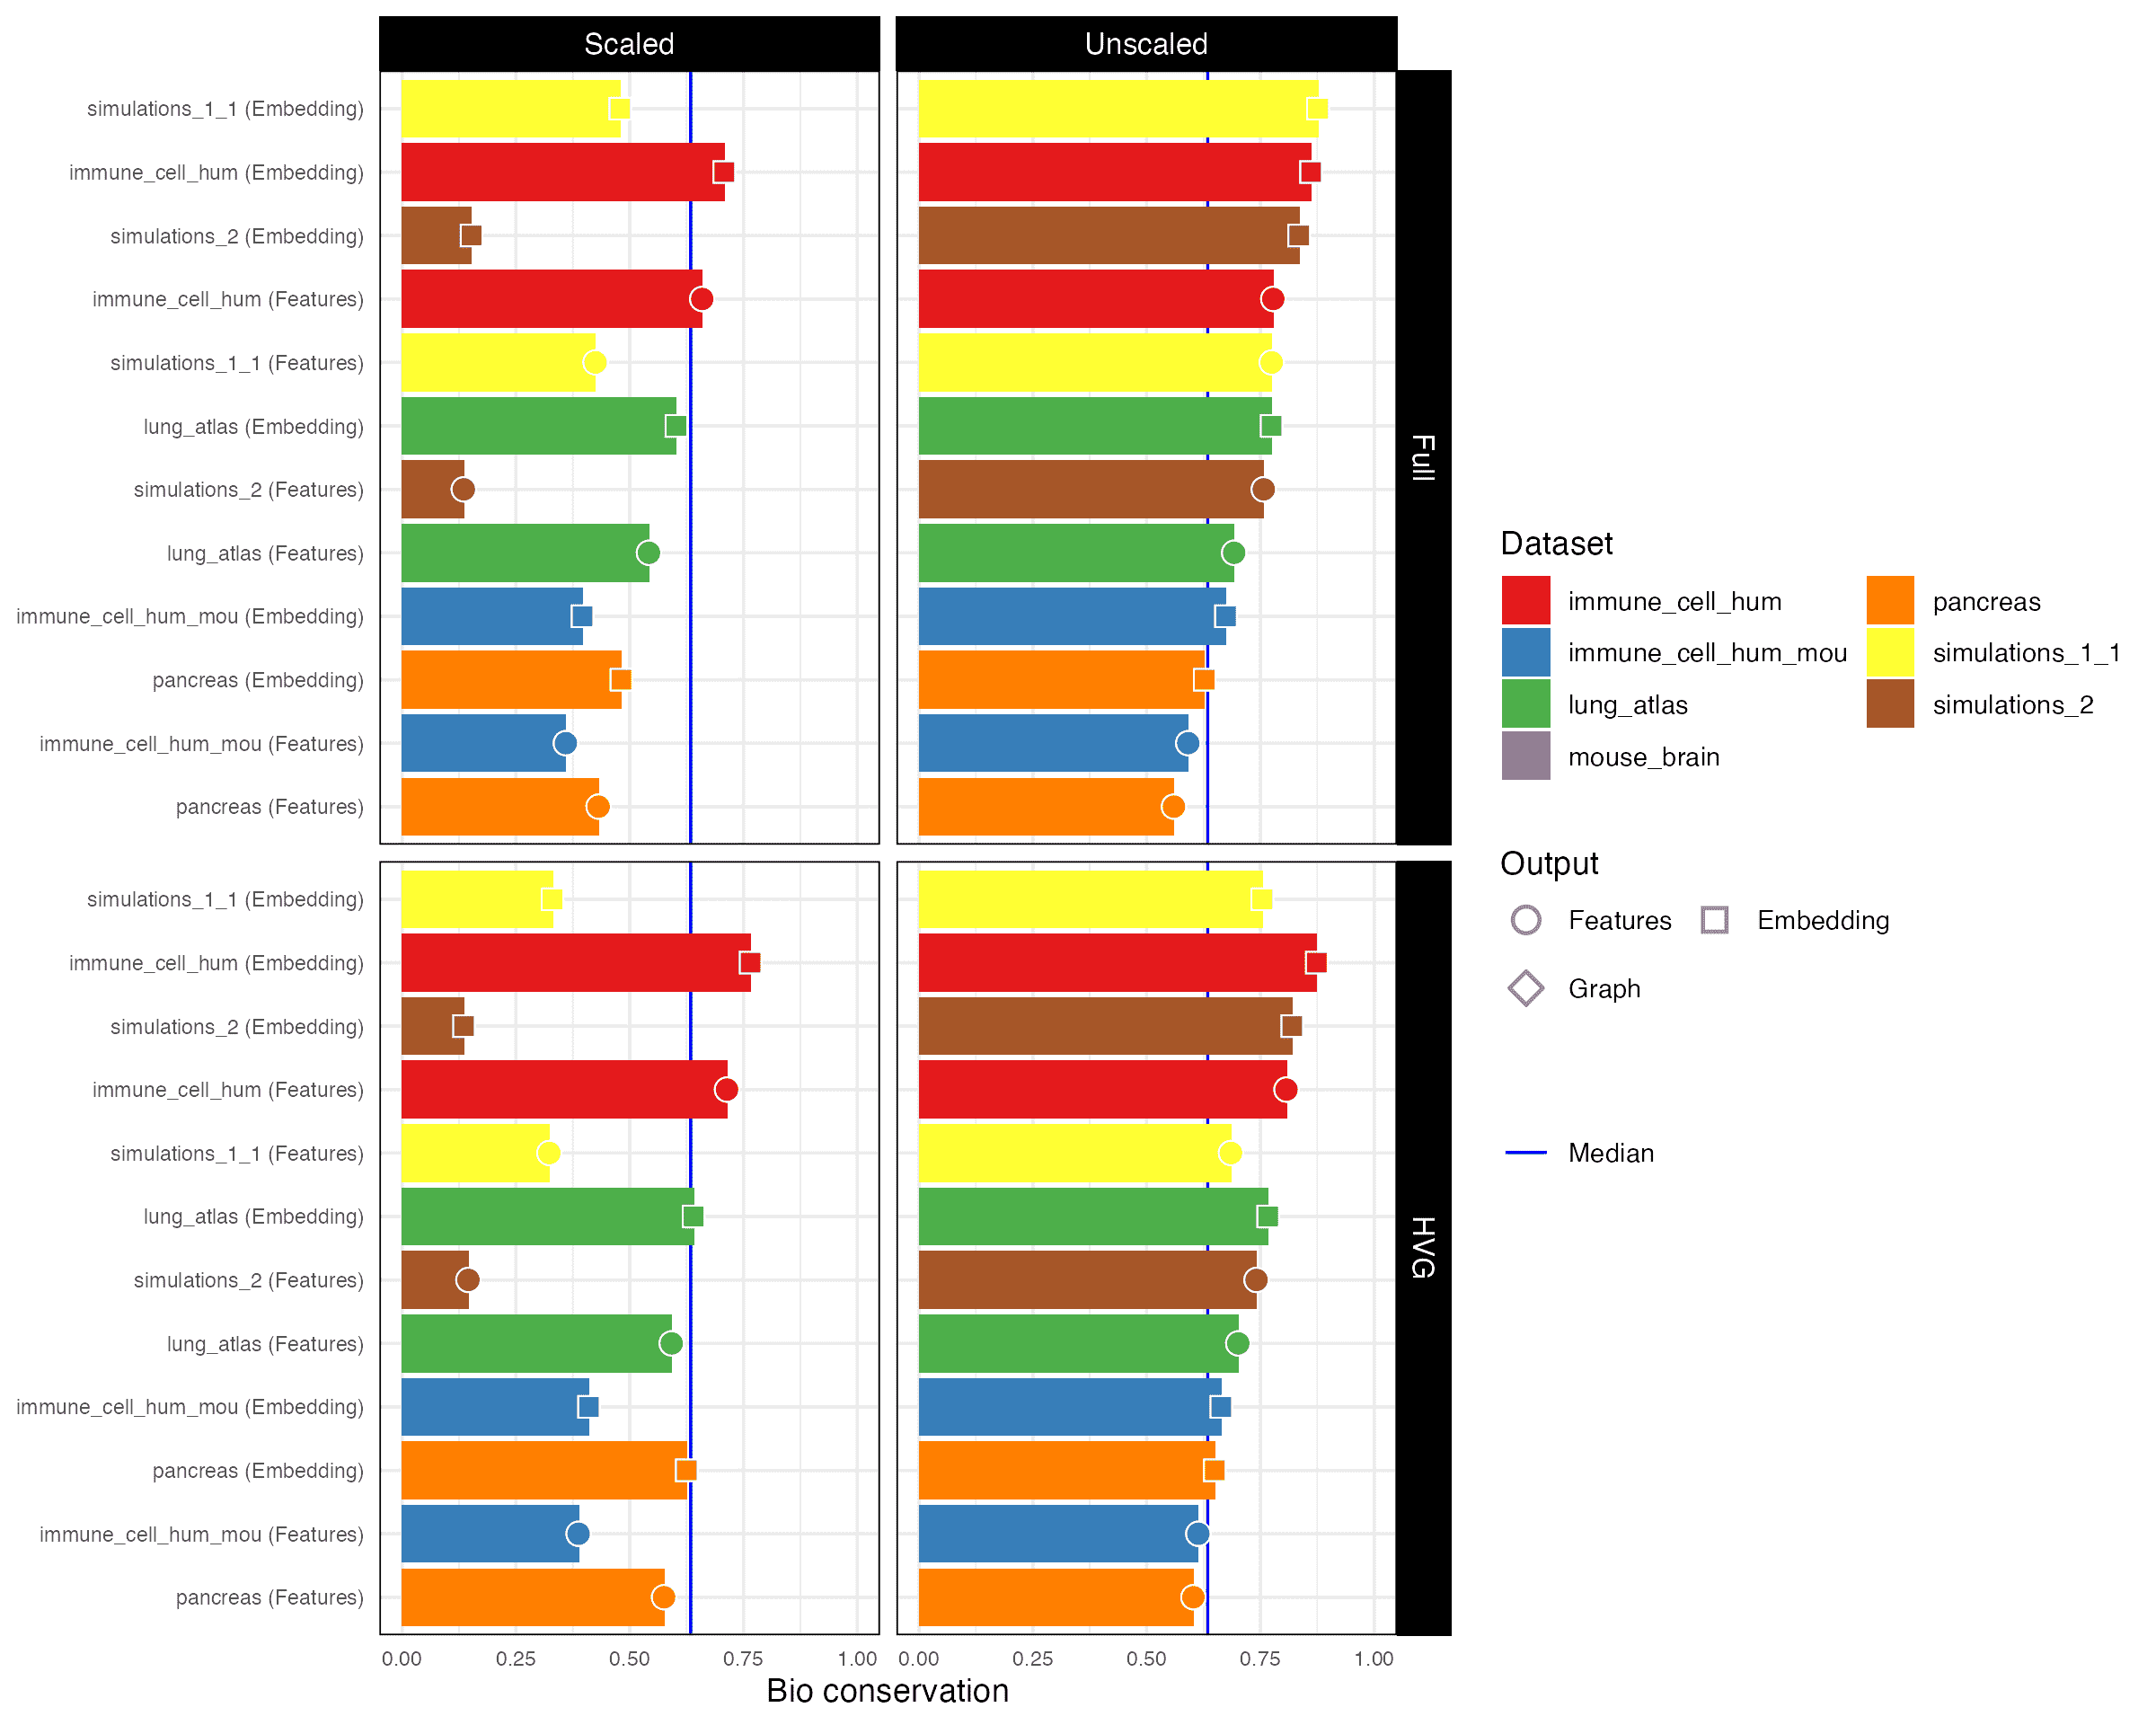 Scaled
Unscaled
simulations_1_1 (Embedding)
immune_cell_hum (Embedding)
simulations_2 (Embedding)
immune_cell_hum (Features)
simulations_1_1 (Features)
lung_atlas (Embedding)
simulations_2 (Features)
lung_atlas (Features)
immune_cell_hum_mou (Embedding)
pancreas (Embedding)
immune_cell_hum_mou (Features)
pancreas (Features)
Full
simulations_1_1 (Embedding)
immune_cell_hum (Embedding)
simulations_2 (Embedding)
immune_cell_hum (Features)
simulations_1_1 (Features)
lung_atlas (Embedding)
simulations_2 (Features)
lung_atlas (Features)
immune_cell_hum_mou (Embedding)
pancreas (Embedding)
immune_cell_hum_mou (Features)
pancreas (Features)
HVG
0.00 0.25 0.50 0.75 1.00
0.00 0.25 0.50 0.75 1.00
Bio conservation
Dataset
immune_cell_hum
immune_cell_hum_mou
lung_atlas
mouse_brain
pancreas
simulations_1_1
simulations_2
Output
Features
Embedding
Graph
Median